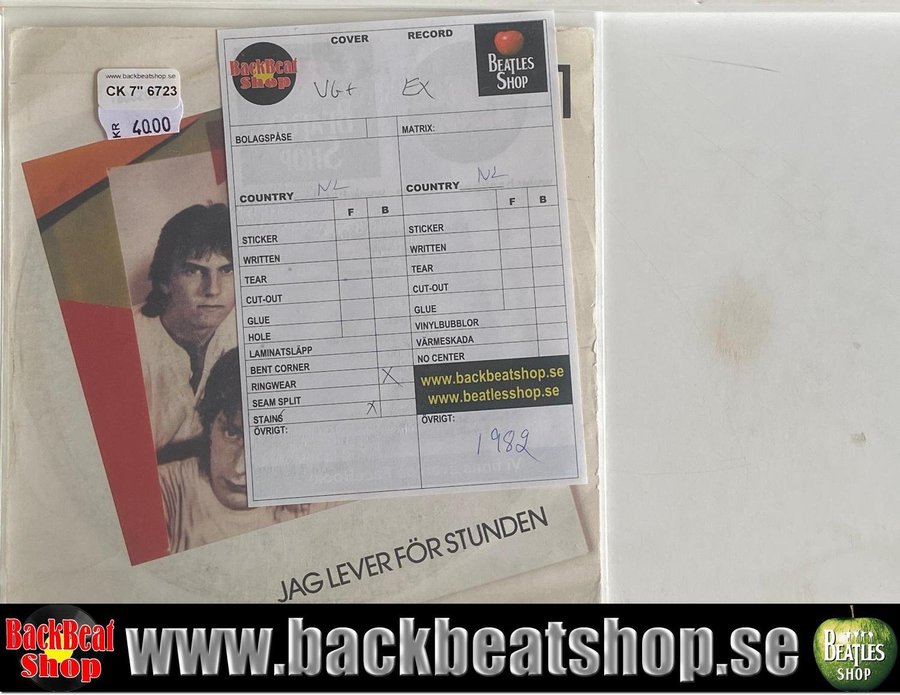 www.backbeatshop.se
CK 7" 6723
KR 4000
BackBeat
Shop
COVER
RECORD
BEATLES
SHOP
VG+
EX
BOLAGSPÅSE
MATRIX:
COUNTRY NL
COUNTRY NL
F B
F B
STICKER
WRITTEN
TEAR
CUT-OUT
GLUE
HOLE
LAMINATSLÄPP
BENT CORNER
RINGWEAR X
SEAM SPLIT
STAINS X
ÖVRIGT:
STICKER
WRITTEN
TEAR
CUT-OUT
GLUE
VINYLBUBBLOR
VÄRMESKADA
NO CENTER
www.backbeatshop.se
www.beatlesshop.se
ÖVRIGT:
1982
JAG LEVER FÖR STUNDEN
BackBeat
Shop
www.backbeatshop.se
BEATLES
SHOP